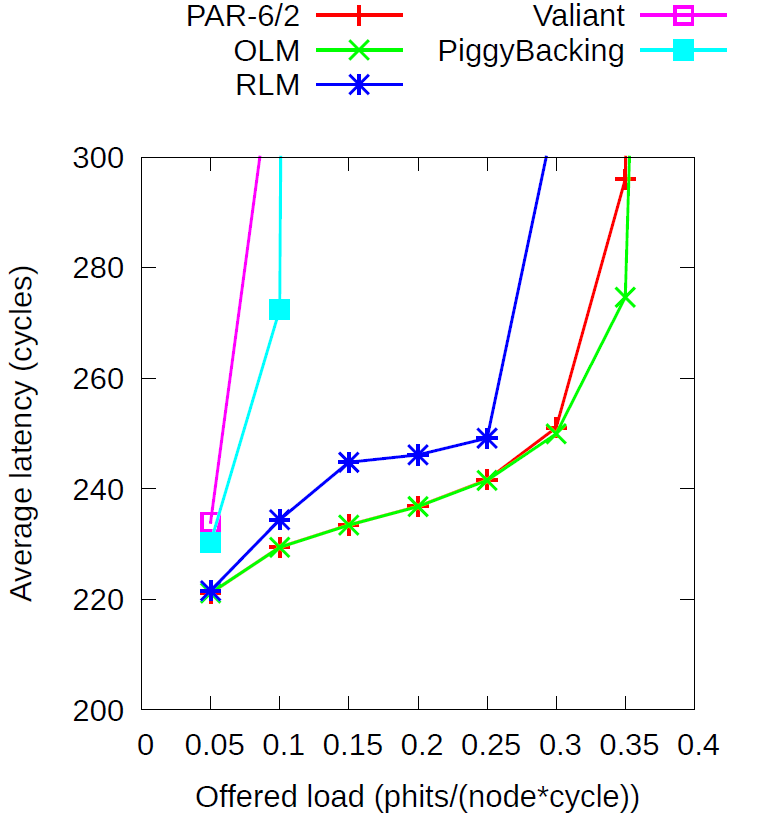 PAR-6/2
OLM
RLM
Valiant
PiggyBacking
300
280
260
240
220
200
Average latency (cycles)
0 0.05 0.1 0.15 0.2 0.25 0.3 0.35 0.4
Offered load (phits/(node*cycle))